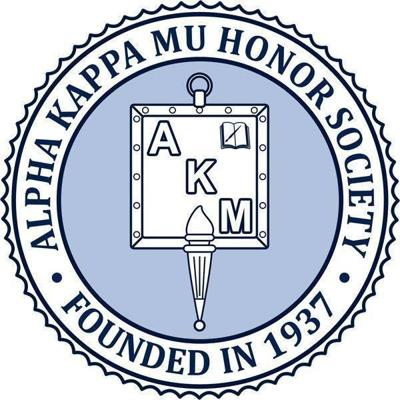 ALPHA KAPPA MU HONOR SOCIETY
A
K
M
• FOUNDED IN 1937 •